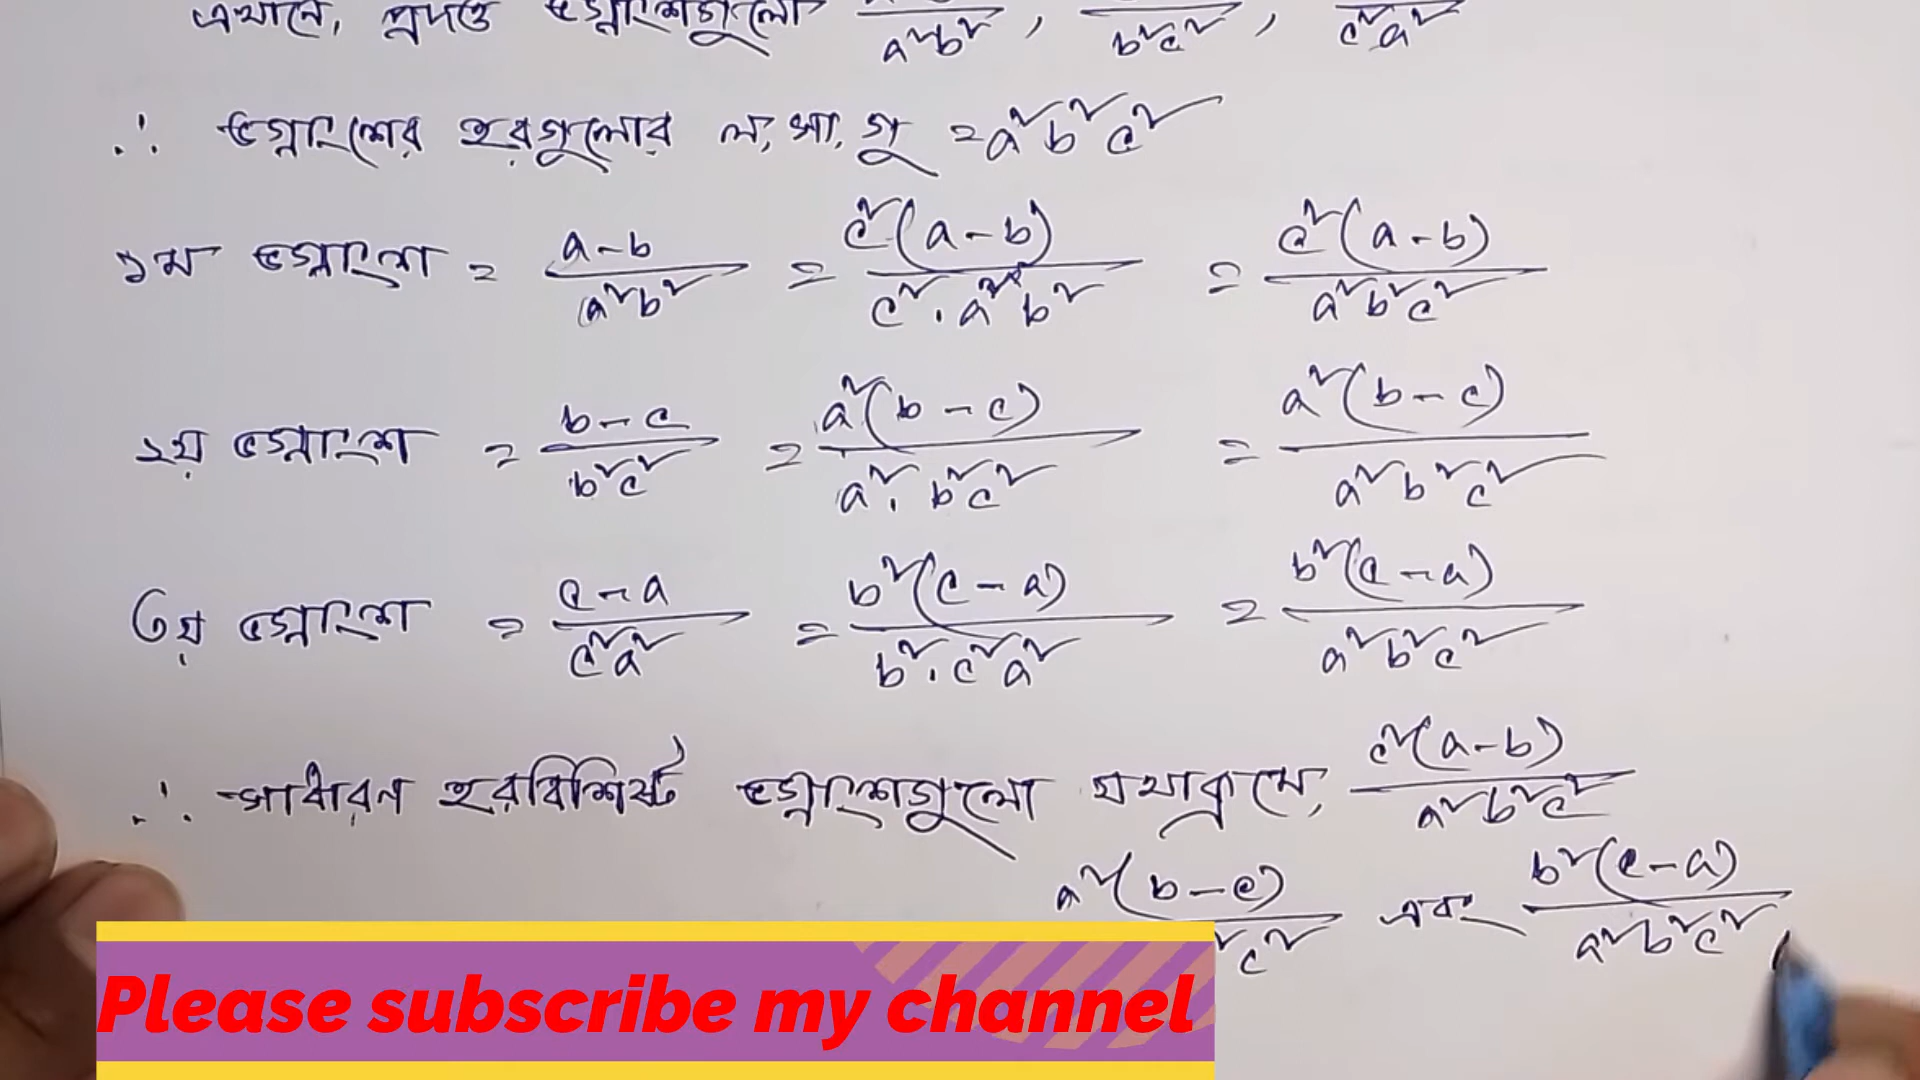 এখানে, প্রদত্ত ভগ্নাংশগুলো a²b², b²c², c²a²
∴ ভগ্নাংশের হরগুলোর ল,সা,গু = a²b²c²
১ম ভগ্নাংশ = (a-b)/(a²b²) = c²(a-b)/(c².a²b²) = c²(a-b)/(a²b²c²)
২য় ভগ্নাংশ = (b-c)/(b²c²) = a²(b-c)/(a².b²c²) = a²(b-c)/(a²b²c²)
৩য় ভগ্নাংশ = (c-a)/(c²a²) = b²(c-a)/(b².c²a²) = b²(c-a)/(a²b²c²)
∴ সাধারন হরবিশিষ্ট ভগ্নাংশগুলো যথাক্রমে, c²(a-b)/(a²b²c²)
a²(b-c)/(²c²) এবং b²(c-a)/(a²b²c²)
Please subscribe my channel